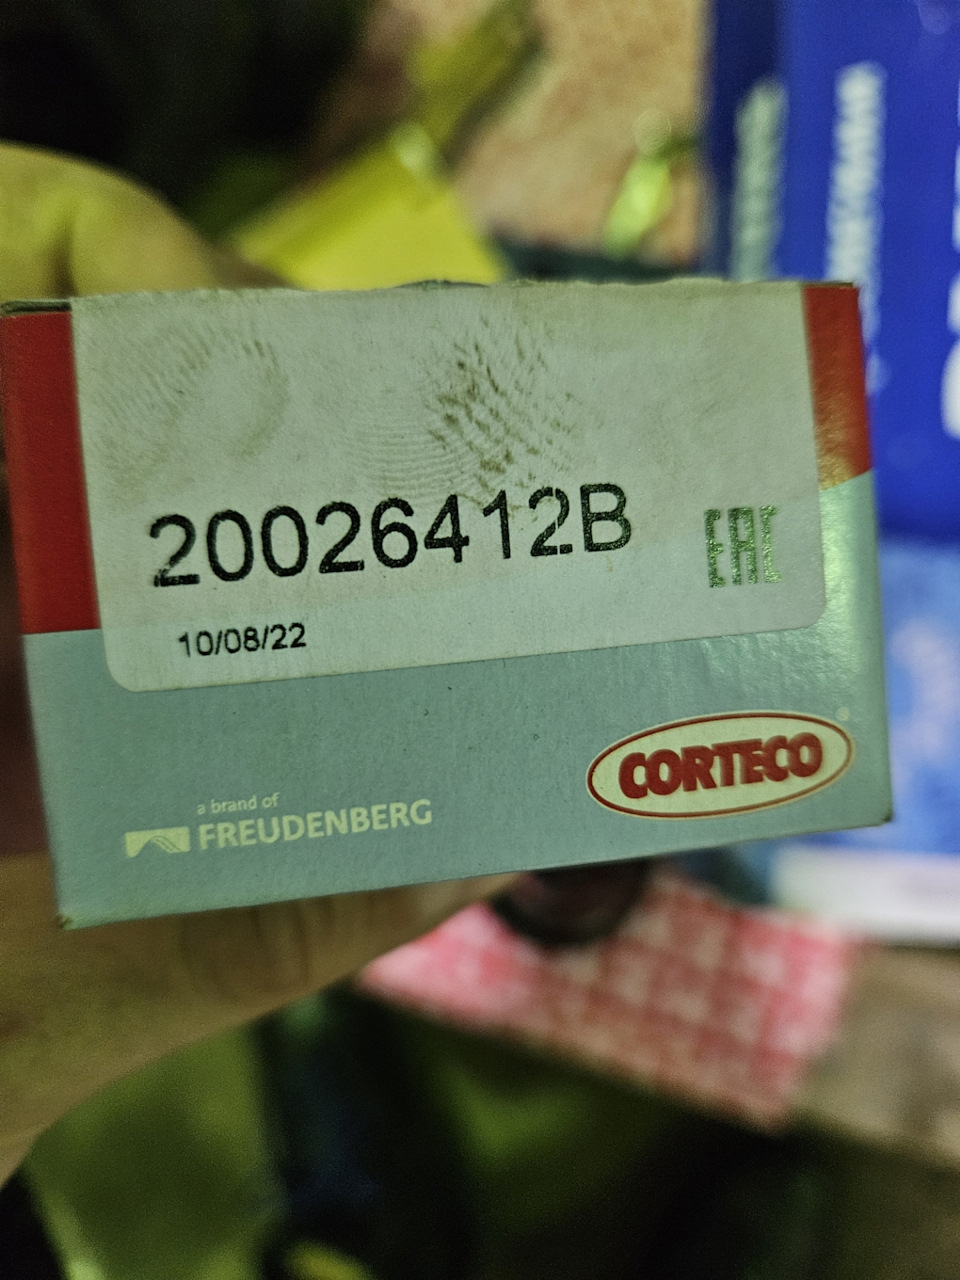 20026412B
EAC
10/08/22
CORTECO
a brand of
FREUDENBERG